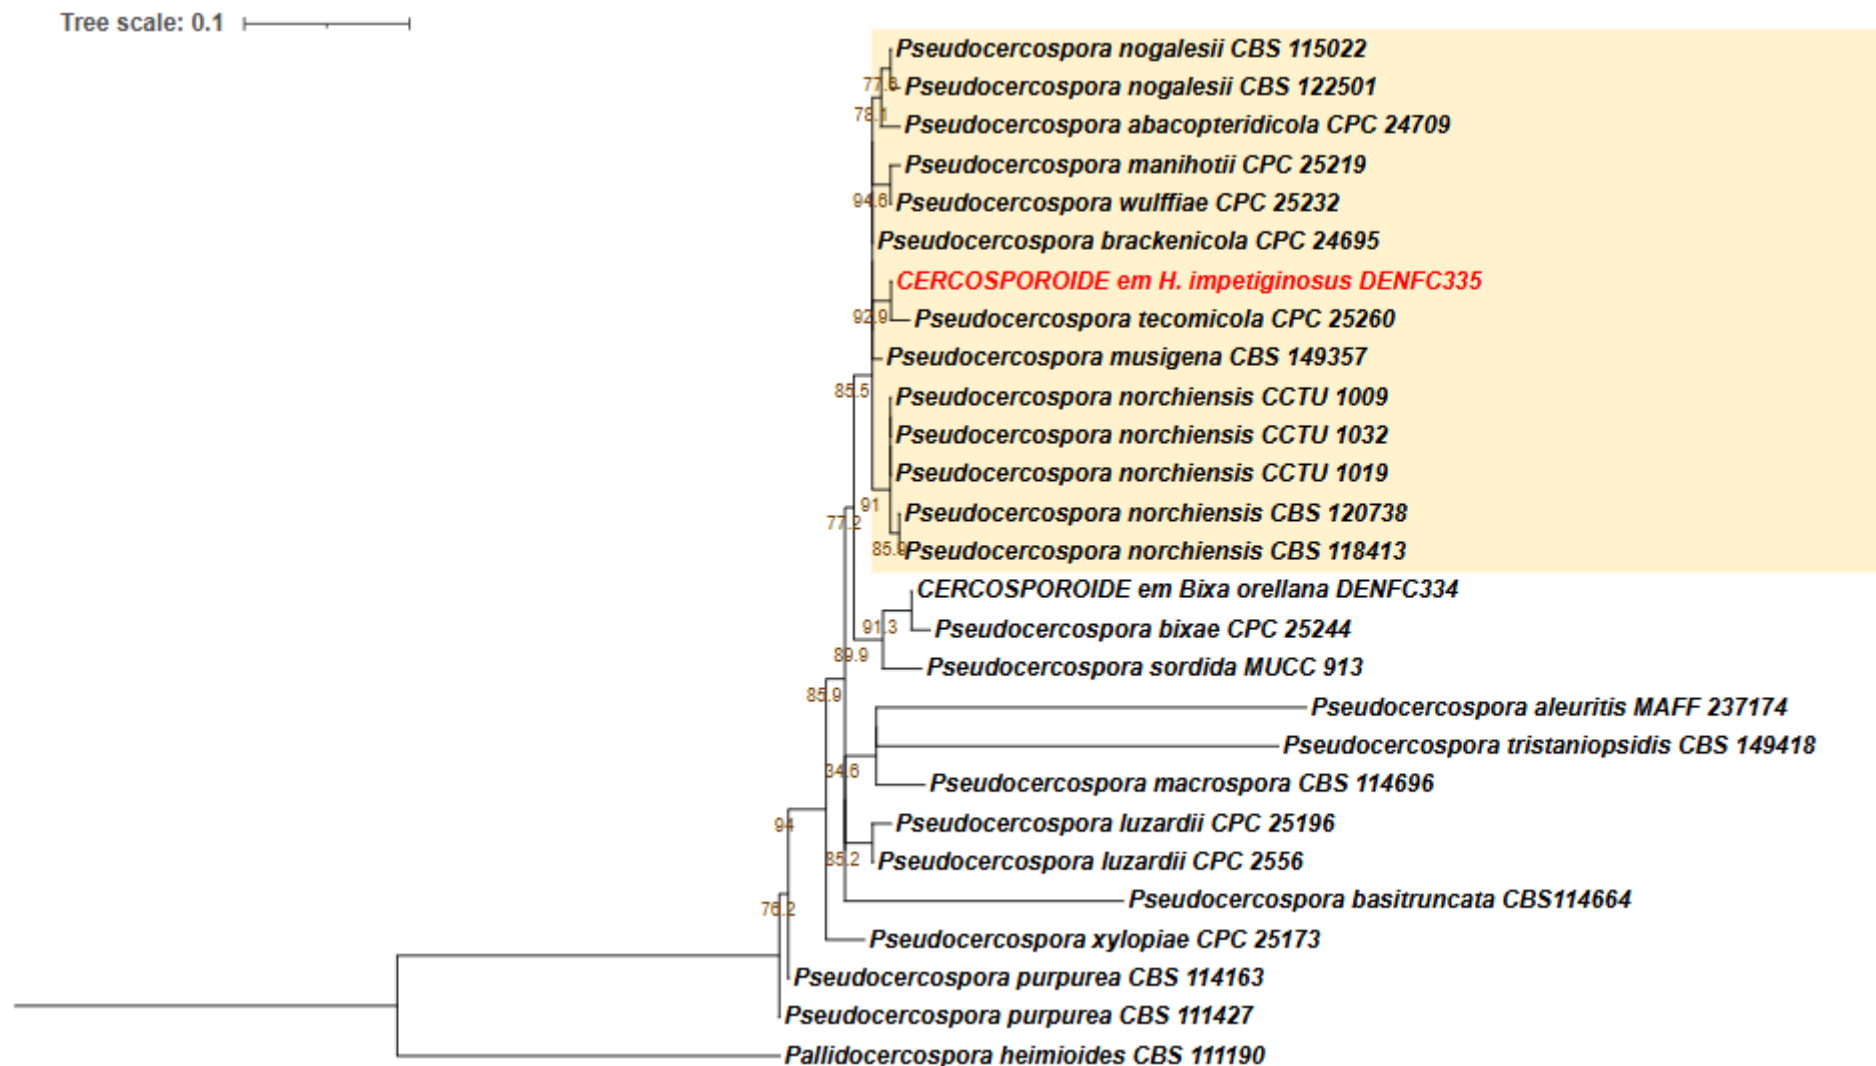 Tree scale: 0.1
Pseudocercospora nogalesii CBS 115022
77.6
Pseudocercospora nogalesii CBS 122501
78.1
Pseudocercospora abacopteridicola CPC 24709
Pseudocercospora manihotii CPC 25219
94.6
Pseudocercospora wulffiae CPC 25232
Pseudocercospora brackenicola CPC 24695
CERCOSPOROIDE em H. impetiginosus DENFC335
92.9
Pseudocercospora tecomicola CPC 25260
Pseudocercospora musigena CBS 149357
85.5
Pseudocercospora norchiensis CCTU 1009
Pseudocercospora norchiensis CCTU 1032
Pseudocercospora norchiensis CCTU 1019
91
77.2
Pseudocercospora norchiensis CBS 120738
85.9
Pseudocercospora norchiensis CBS 118413
CERCOSPOROIDE em Bixa orellana DENFC334
91.3
Pseudocercospora bixae CPC 25244
89.9
Pseudocercospora sordida MUCC 913
85.9
Pseudocercospora aleuritis MAFF 237174
Pseudocercospora tristaniopsidis CBS 149418
Pseudocercospora macrospora CBS 114696
94
Pseudocercospora luzardii CPC 25196
Pseudocercospora luzardii CPC 2556
Pseudocercospora basitruncata CBS114664
76.2
Pseudocercospora xylopiae CPC 25173
Pseudocercospora purpurea CBS 114163
Pseudocercospora purpurea CBS 111427
Pallidocercospora heimioides CBS 111190